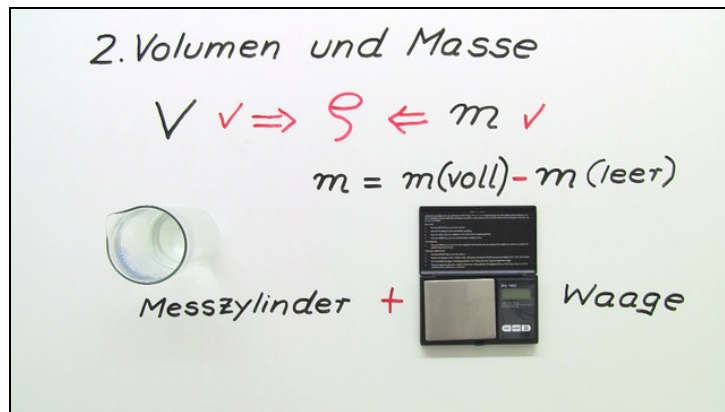 2. Volumen und Masse
V ✓ ⇒ ϱ ⇐ m ✓
m = m(voll) - m(leer)
Messzylinder + Waage